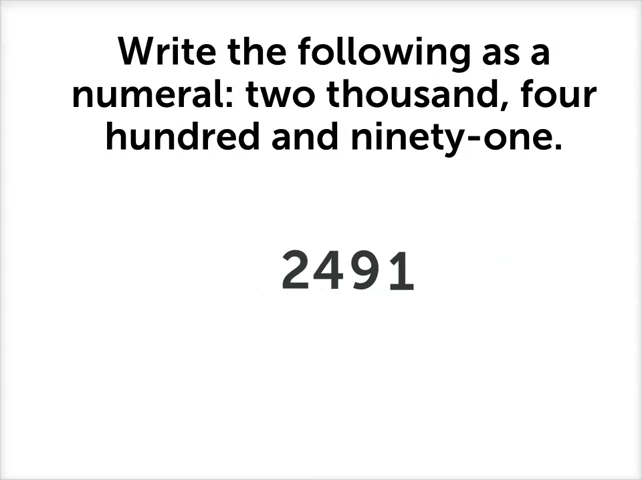 Write the following as a
numeral: two thousand, four
hundred and ninety-one.
2491